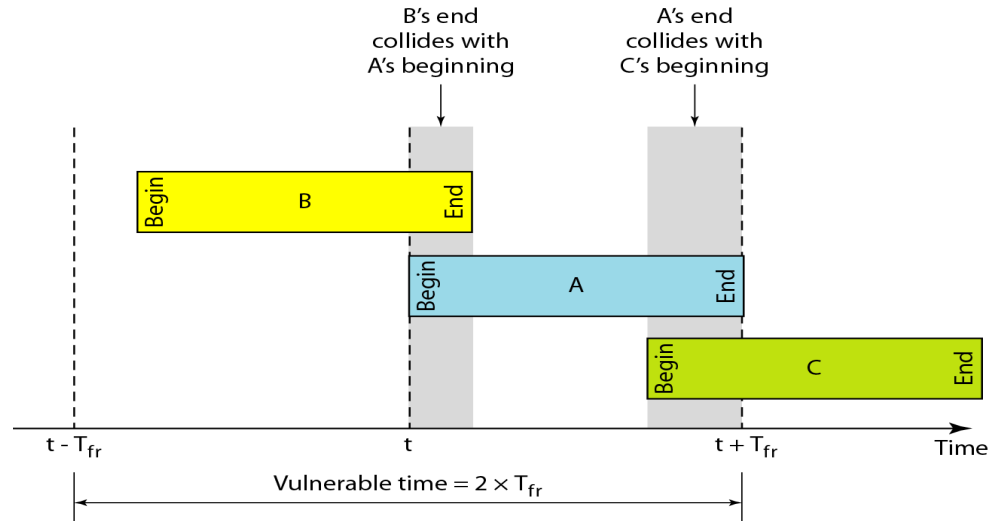 B's end
collides with
A's beginning
A's end
collides with
C's beginning
Begin
B
End
Begin
A
End
Begin
C
End
t - Tfr
t
t + Tfr
Time
Vulnerable time = 2 × Tfr